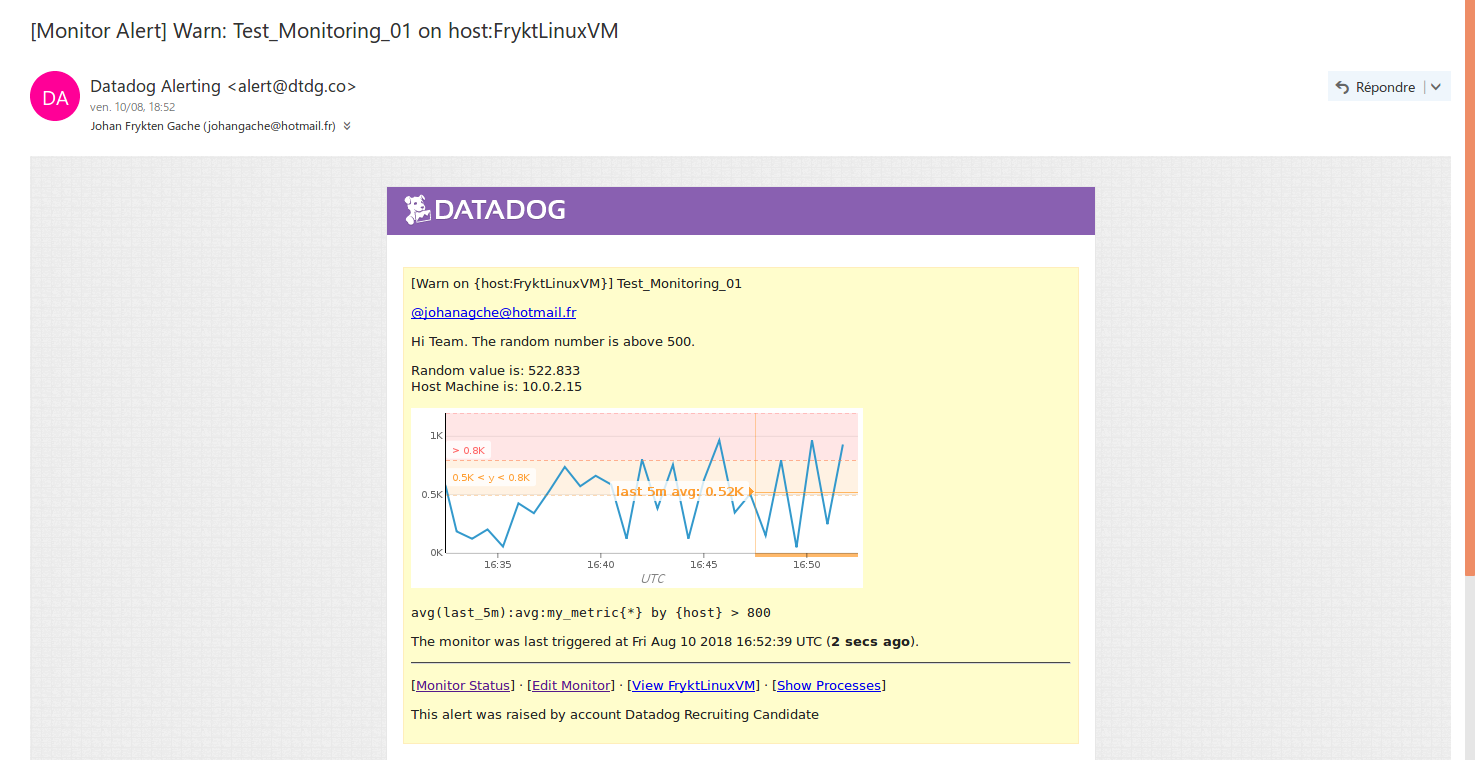 [Monitor Alert] Warn: Test_Monitoring_01 on host:FryktLinuxVM
DA
Datadog Alerting <alert@dtdg.co>
ven. 10/08, 18:52
Johan Frykten Gache (johangache@hotmail.fr)
Répondre
DATADOG
[Warn on {host:FryktLinuxVM}] Test_Monitoring_01
@johanagche@hotmail.fr
Hi Team. The random number is above 500.
Random value is: 522.833
Host Machine is: 10.0.2.15
1K
> 0.8K
0.5K < y < 0.8K
0.5K
last 5m avg: 0.52K
0K
16:35 16:40 16:45 16:50
UTC
avg(last_5m):avg:my_metric{*} by {host} > 800
The monitor was last triggered at Fri Aug 10 2018 16:52:39 UTC (2 secs ago).
[Monitor Status] · [Edit Monitor] · [View FryktLinuxVM] · [Show Processes]
This alert was raised by account Datadog Recruiting Candidate